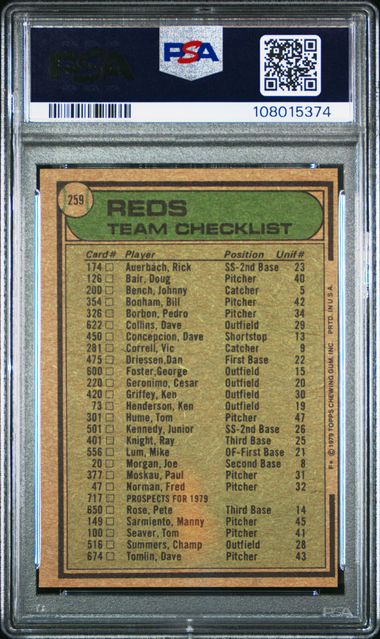 PSA
PSA
108015374
259
REDS
TEAM CHECKLIST
Card# Player Position Unif#
174 Auerbach, Rick SS-2nd Base 23
126 Bair, Doug Pitcher 40
200 Bench, Johnny Catcher 5
354 Bonham, Bill Pitcher 42
326 Borbon, Pedro Pitcher 34
622 Collins, Dave Outfield 29
450 Concepcion, Dave Shortstop 13
281 Correll, Vic Catcher 9
475 Driessen,Dan First Base 22
600 Foster,George Outfield 15
220 Geronimo, Cesar Outfield 20
420 Griffey, Ken Outfield 30
73 Henderson, Ken Outfield 19
301 Hume, Tom Pitcher 47
501 Kennedy, Junior SS-2nd Base 26
401 Knight, Ray Third Base 25
556 Lum, Mike OF-First Base 21
20 Morgan, Joe Second Base 8
377 Moskau, Paul Pitcher 31
47 Norman, Fred Pitcher 32
717 PROSPECTS FOR 1979
650 Rose, Pete Third Base 14
149 Sarmiento, Manny Pitcher 45
100 Seaver, Tom Pitcher 41
516 Summers, Champ Outfield 28
674 Tomlin, Dave Pitcher 43
© 1979 TOPPS CHEWING GUM, INC. PRTD. IN U.S.A.
PSA